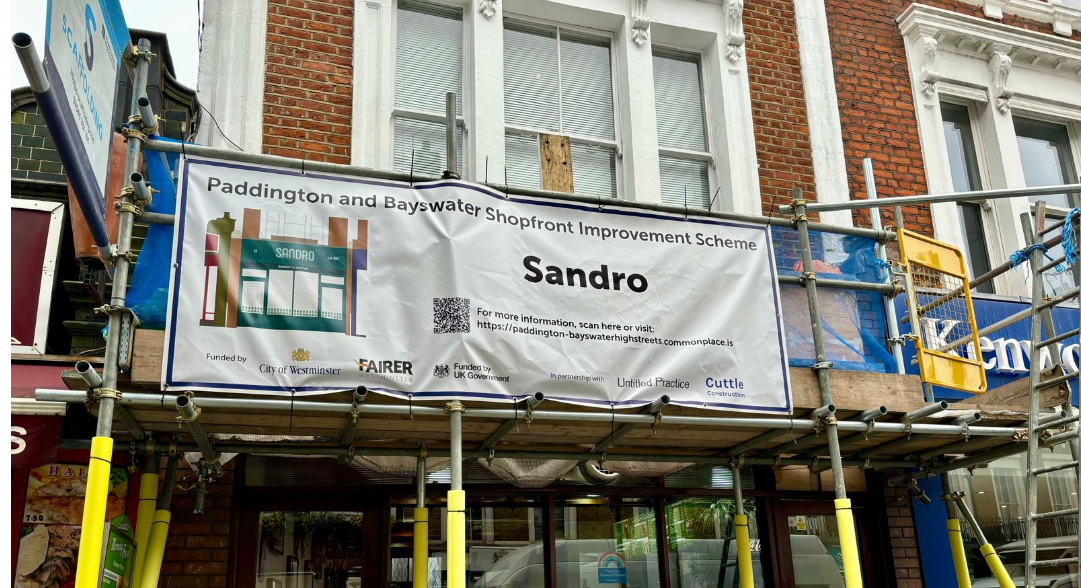 S
SCAFFOLDING
Paddington and Bayswater Shopfront Improvement Scheme
SANDRO
Sandro
For more information, scan here or visit:
https://paddington-bayswaterhighstreets.commonplace.is
Funded by
City of Westminster
FAIRER
WESTMINSTER
Funded by
UK Government
In partnership with
Untitled Practice
Cuttle
Construction
Kenwo
S
HAL